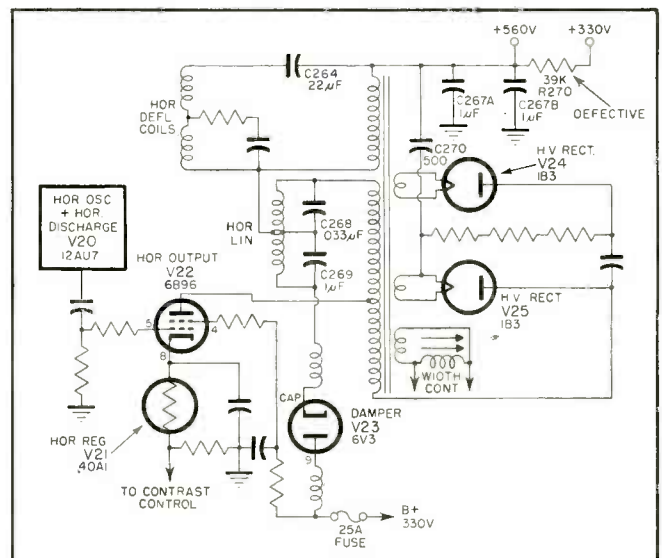 +560V
+330V
C264
22µF
HOR
DEFL
COILS
C267A
1µF
C267B
1µF
39K
R270
DEFECTIVE
C270
500
H.V. RECT.
V24
1B3
HOR OSC
+ HOR.
DISCHARGE
V20
12AU7
HOR
LIN
C268
.033µF
C269
1µF
HOR OUTPUT
V22
6896
5
4
8
H.V. RECT
V25
1B3
WIDTH
CONT
CAP
DAMPER
V23
6V3
9
HOR REG
V21
40A1
TO CONTRAST
CONTROL
.25A
FUSE
B+
330V